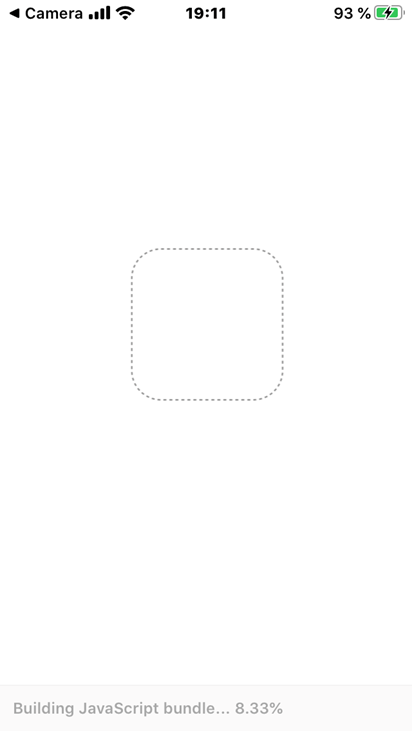 ◀ Camera 19:11 93 %
Building JavaScript bundle... 8.33%